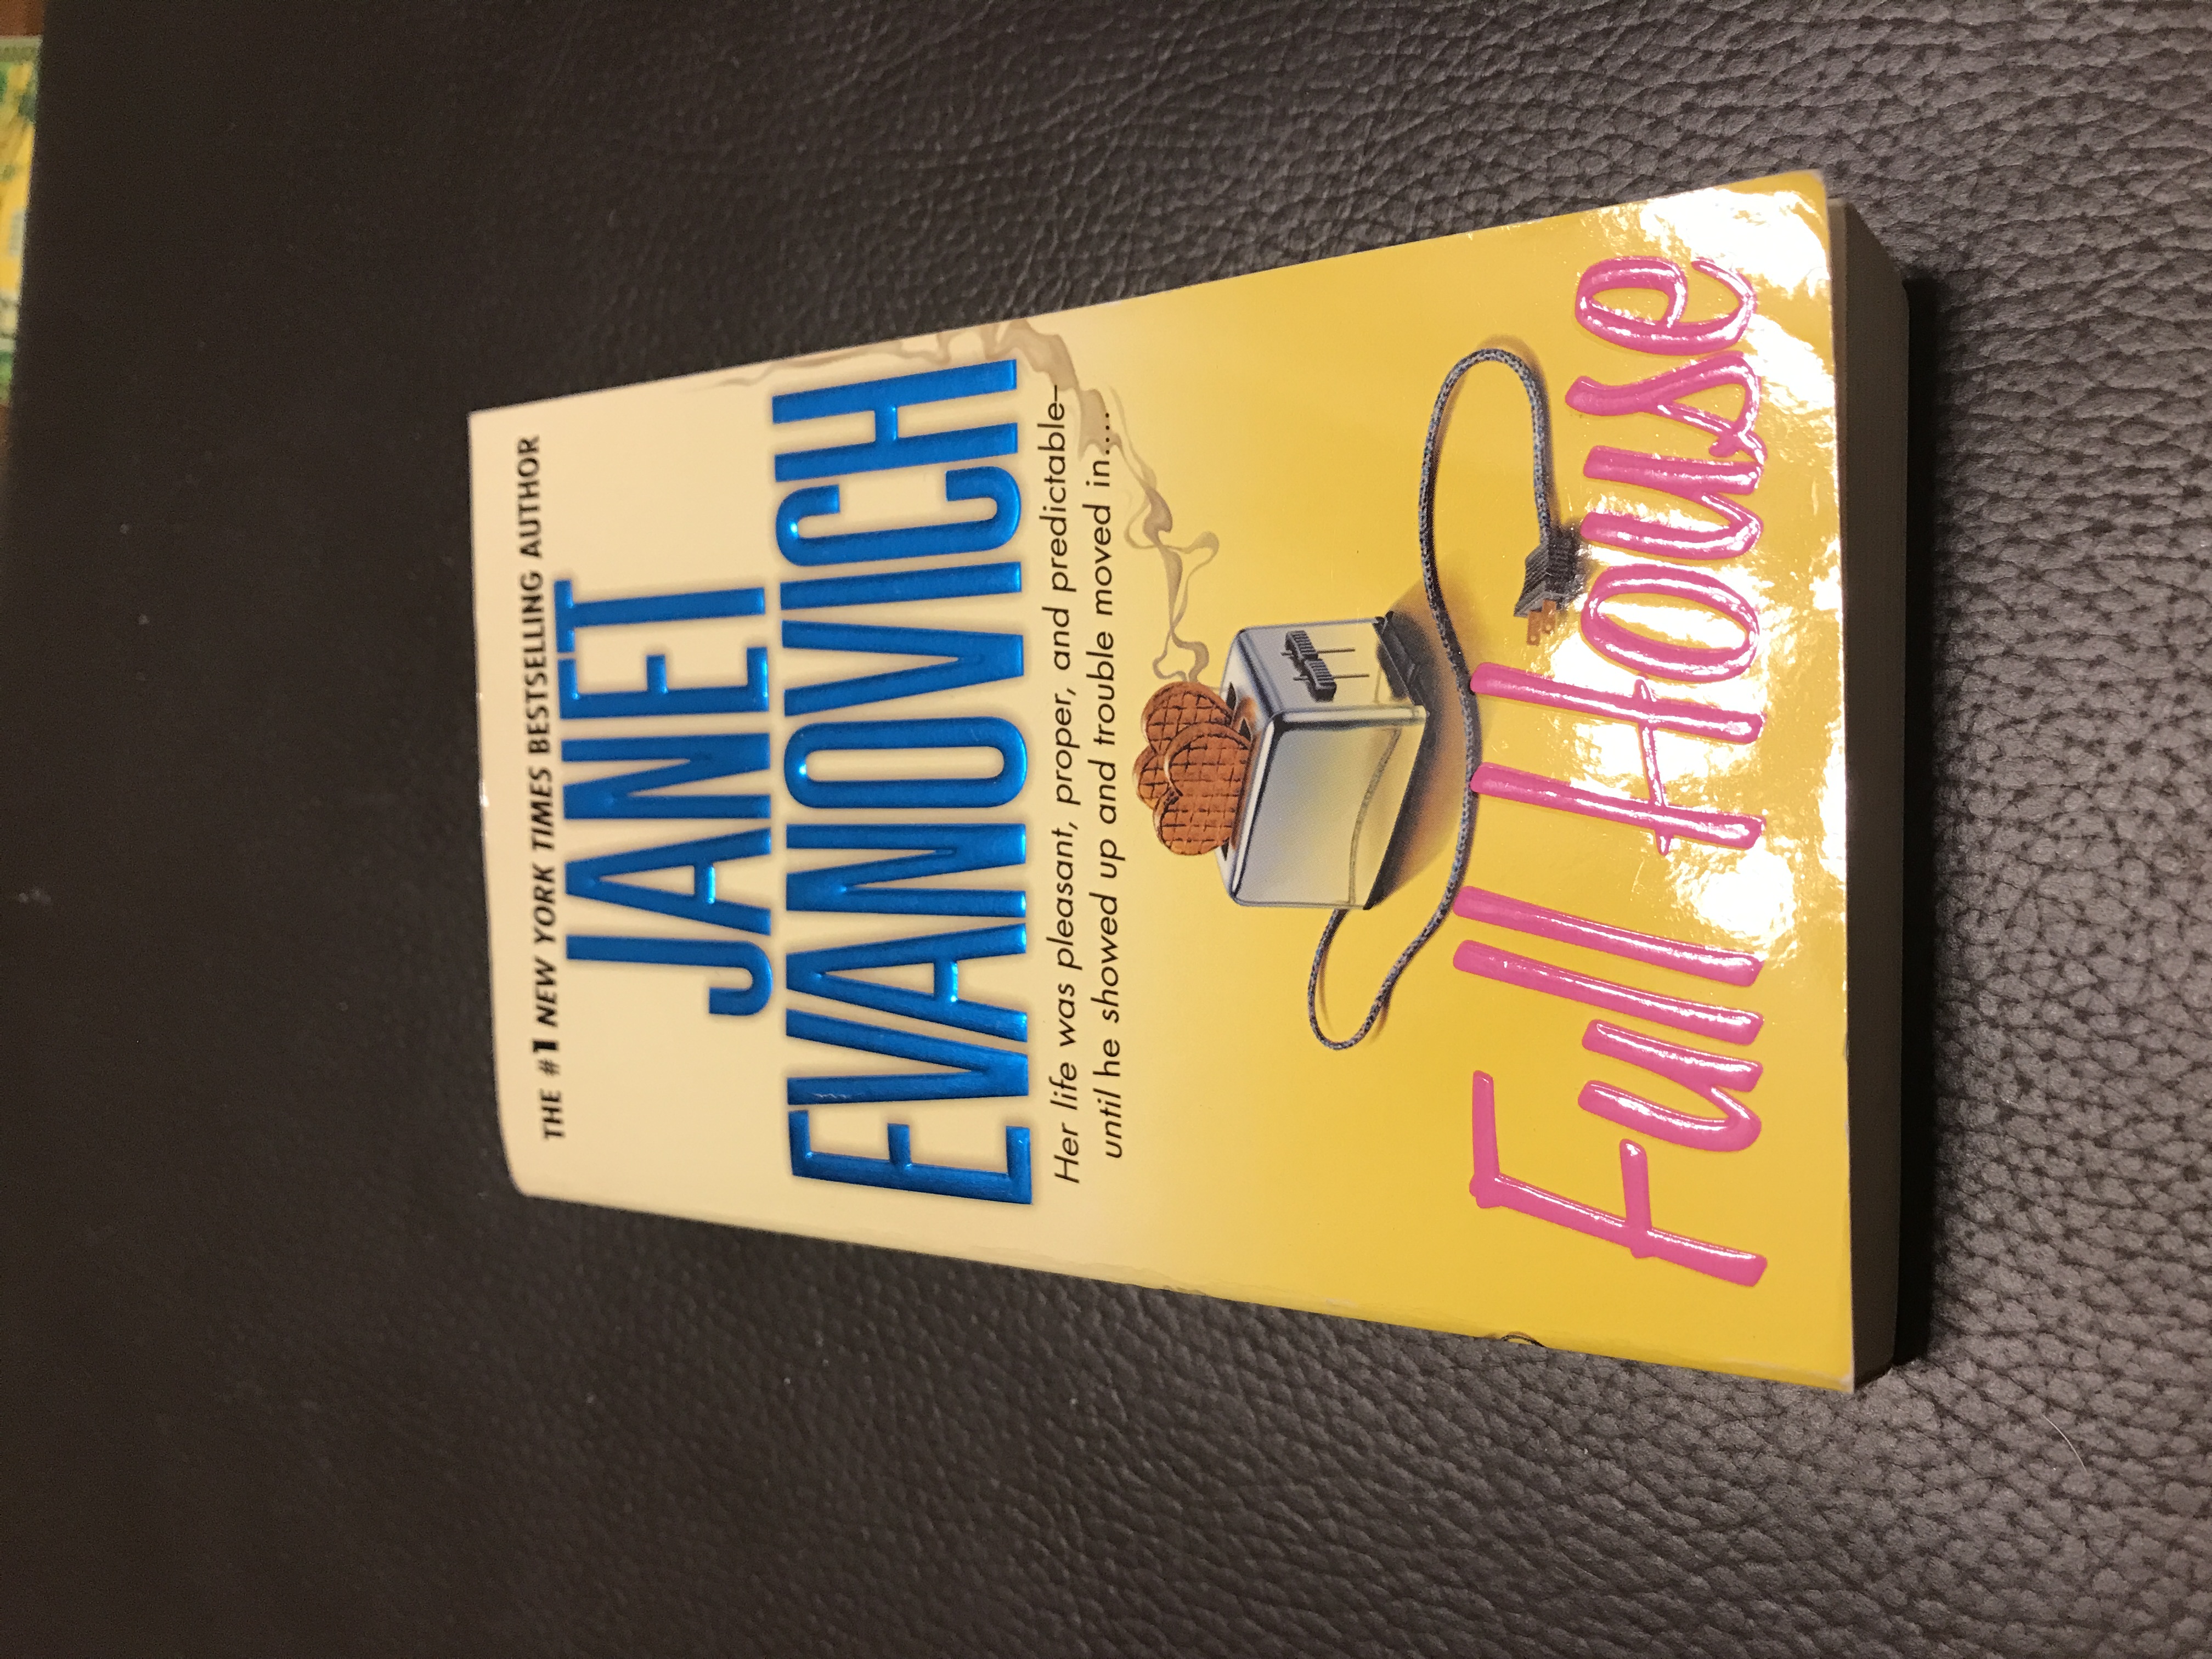 THE #1 NEW YORK TIMES BESTSELLING AUTHOR
JANET
EVANOVICH
Her life was pleasant, proper, and predictable–
until he showed up and trouble moved in....
Full House